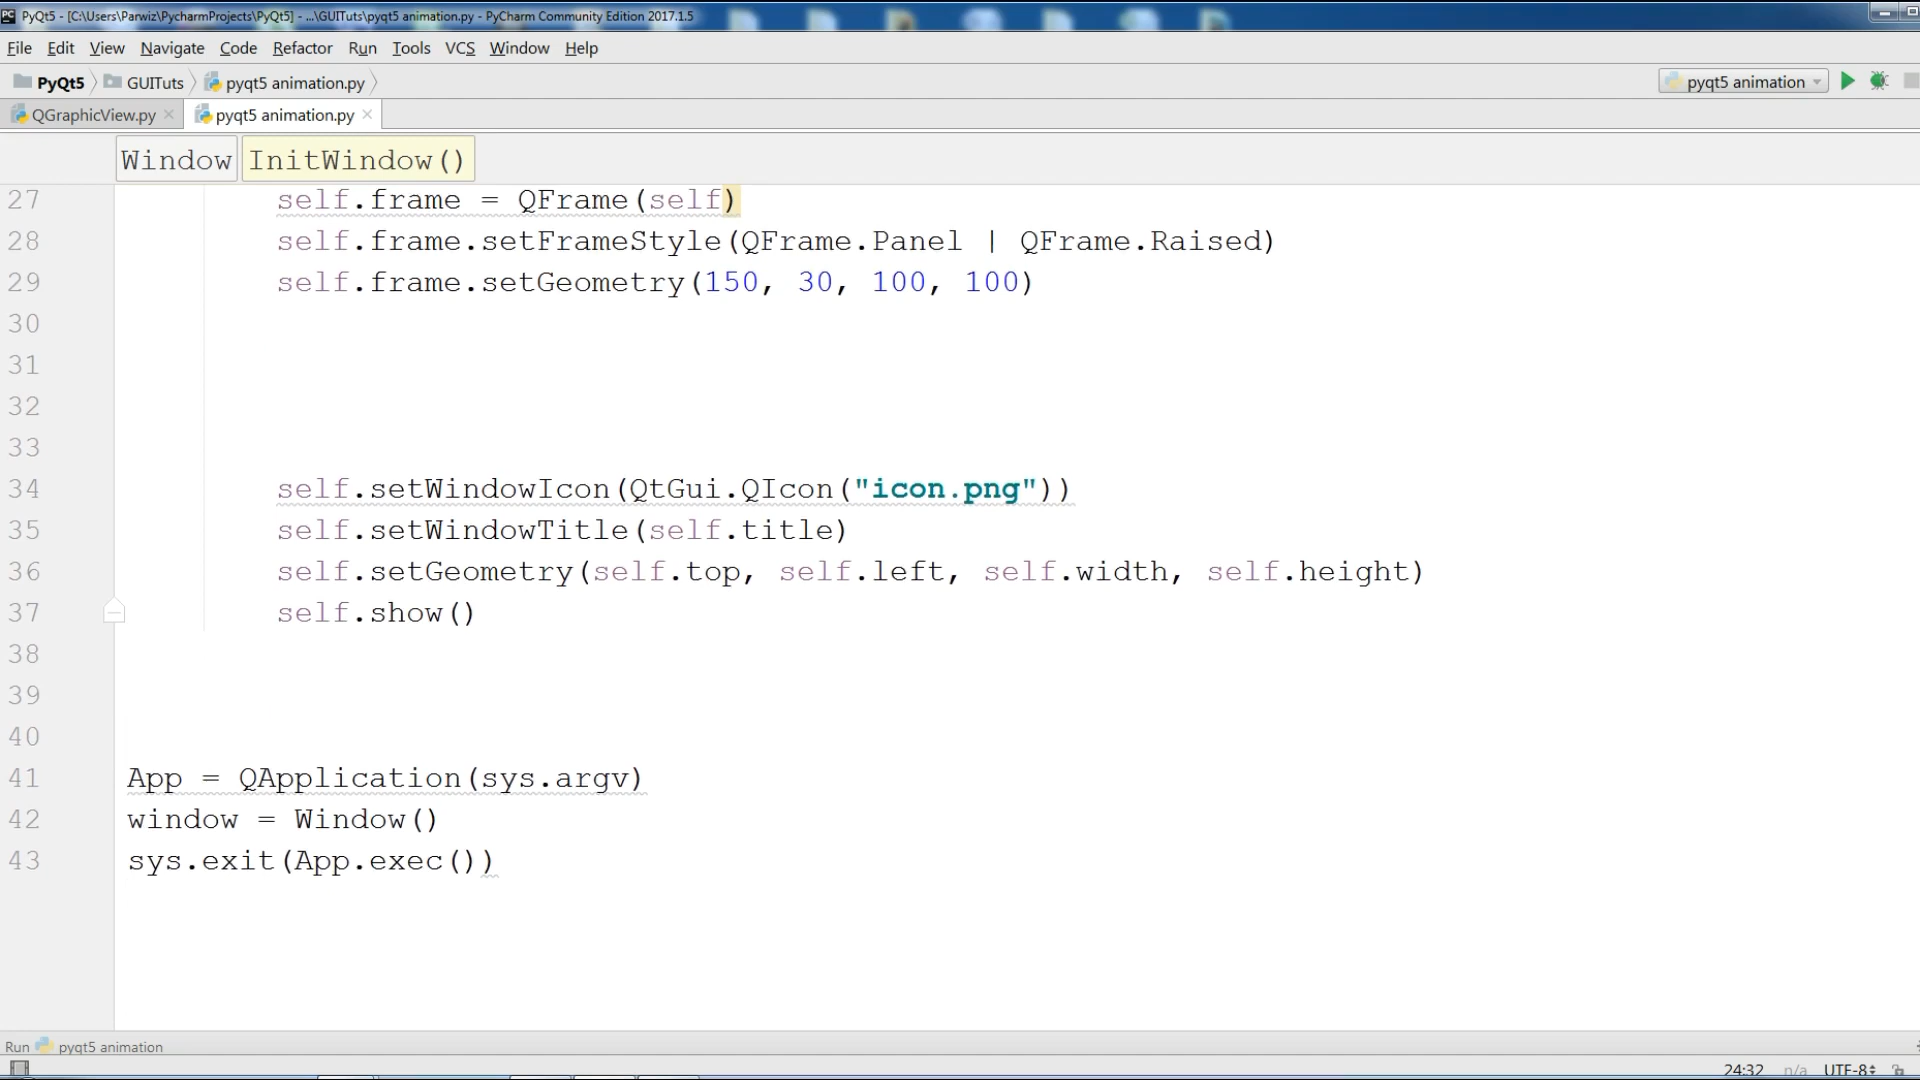 PyQt5 - [C:\Users\Parwiz\PycharmProjects\PyQt5] - ...\GUITuts\pyqt5 animation.py - PyCharm Community Edition 2017.1.5
File Edit View Navigate Code Refactor Run Tools VCS Window Help
PyQt5 GUITuts pyqt5 animation.py pyqt5 animation
QGraphicView.py pyqt5 animation.py
Window InitWindow()
27 self.frame = QFrame(self)
28 self.frame.setFrameStyle(QFrame.Panel | QFrame.Raised)
29 self.frame.setGeometry(150, 30, 100, 100)
30
31
32
33
34 self.setWindowIcon(QtGui.QIcon("icon.png"))
35 self.setWindowTitle(self.title)
36 self.setGeometry(self.top, self.left, self.width, self.height)
37 self.show()
38
39
40
41 App = QApplication(sys.argv)
42 window = Window()
43 sys.exit(App.exec())
Run pyqt5 animation
24:32 n/a UTF-8